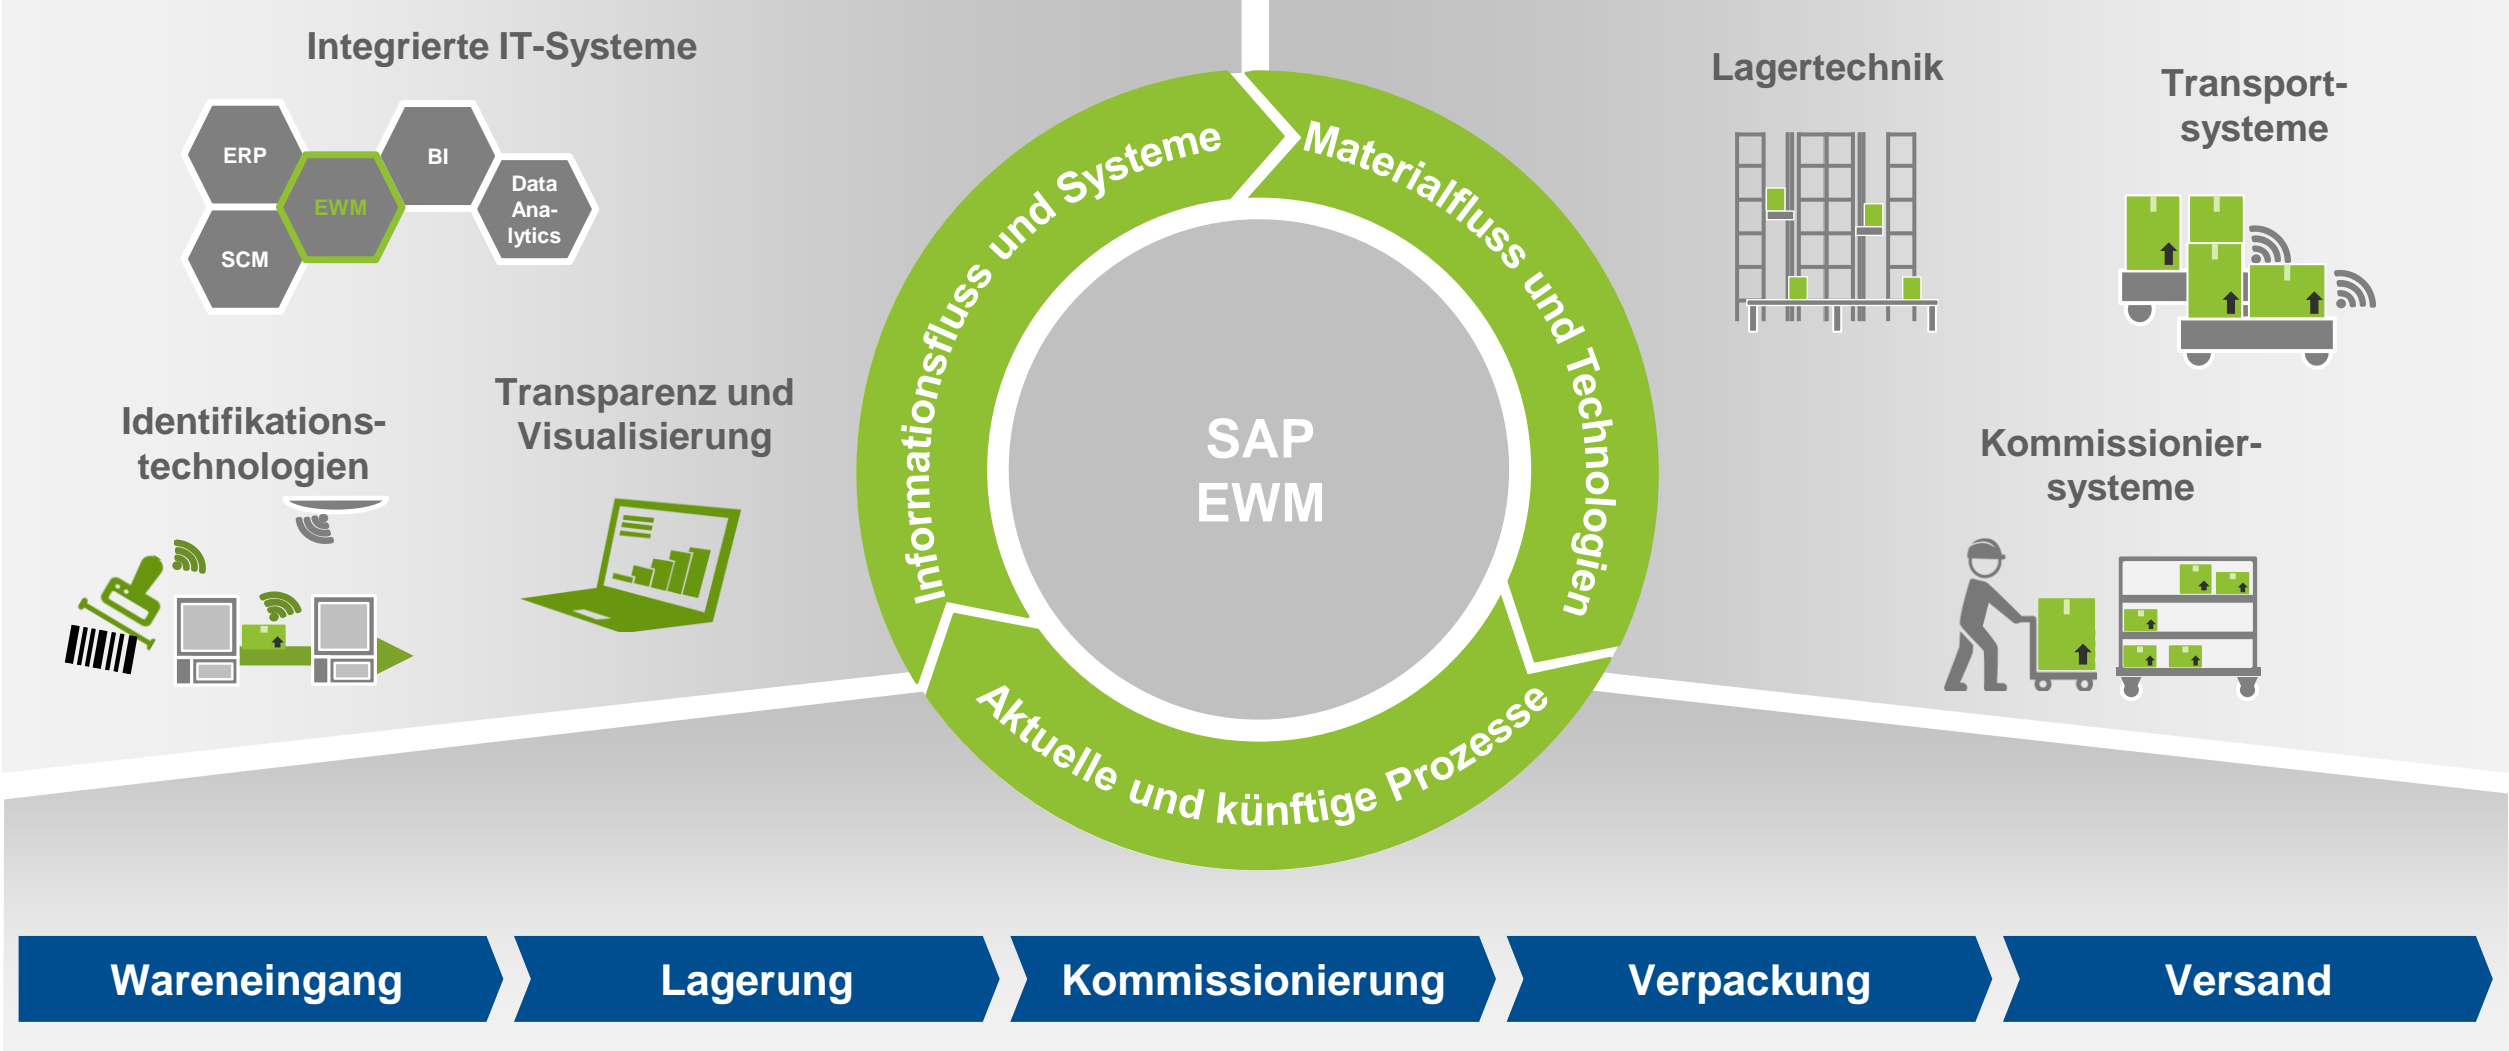 Integrierte IT-Systeme
ERP
BI
EWM
Data
Ana-
lytics
SCM
Identifikations-
technologien
Transparenz und
Visualisierung
Informationsfluss und Systeme
Materialfluss und Technologien
Aktuelle und künftige Prozesse
SAP
EWM
Lagertechnik
Transport-
systeme
Kommissionier-
systeme
Wareneingang
Lagerung
Kommissionierung
Verpackung
Versand